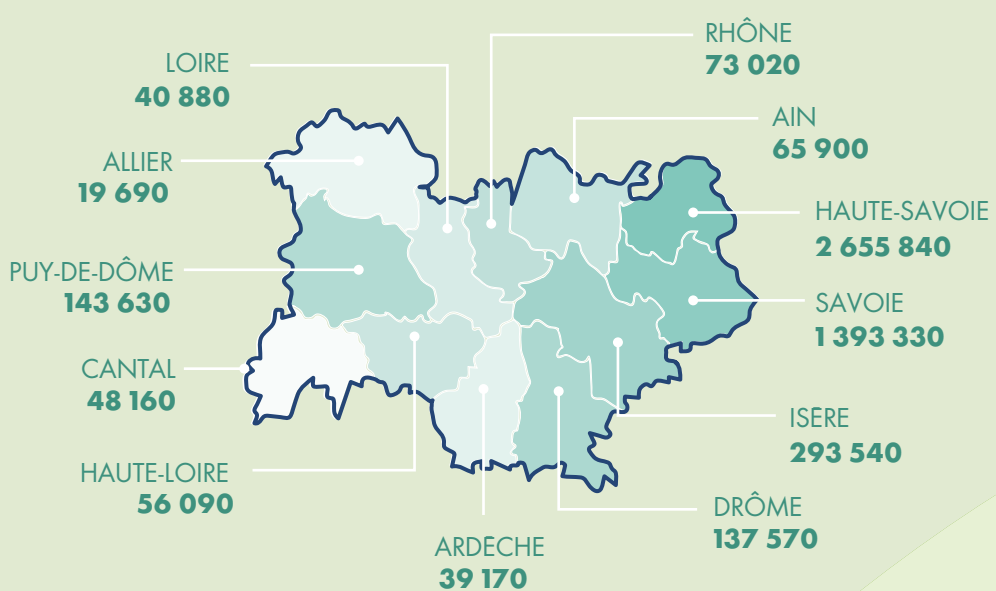 RHÔNE
73 020
LOIRE
40 880
AIN
65 900
ALLIER
19 690
HAUTE-SAVOIE
2 655 840
PUY-DE-DÔME
143 630
SAVOIE
1 393 330
CANTAL
48 160
ISÈRE
293 540
HAUTE-LOIRE
56 090
DRÔME
137 570
ARDECHE
39 170